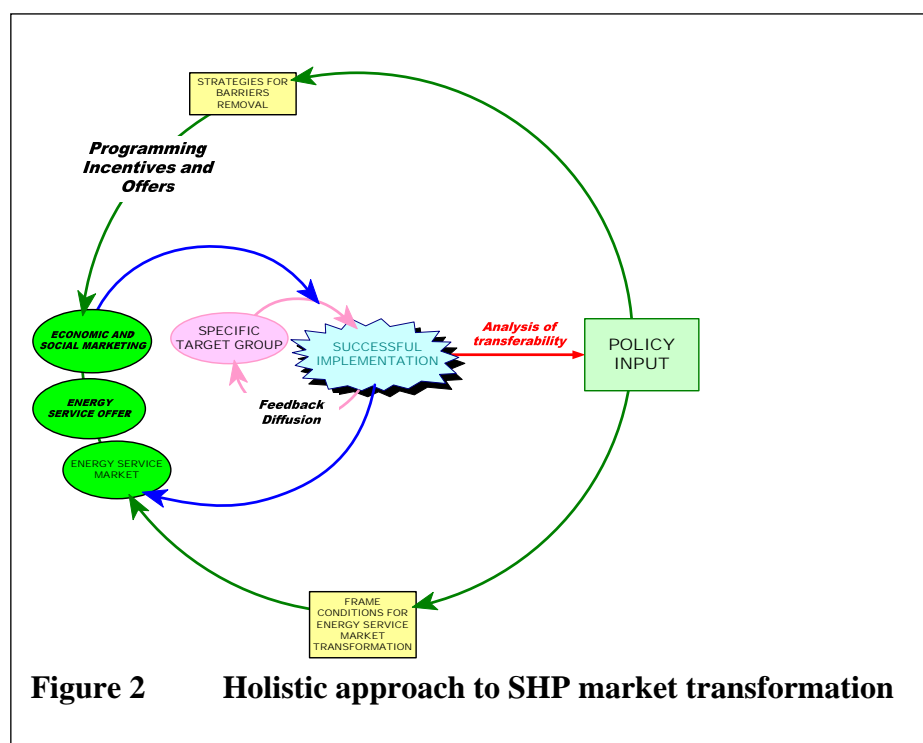 STRATEGIES FOR
BARRIERS
REMOVAL
Programming
Incentives and
Offers
ECONOMIC AND
SOCIAL MARKETING
SPECIFIC
TARGET GROUP
SUCCESSFUL
IMPLEMENTATION
Analysis of
transferability
POLICY
INPUT
ENERGY
SERVICE OFFER
Feedback
Diffusion
ENERGY SERVICE
MARKET
FRAME
CONDITIONS FOR
ENERGY SERVICE
MARKET
TRANSFORMATION
Figure 2 Holistic approach to SHP market transformation